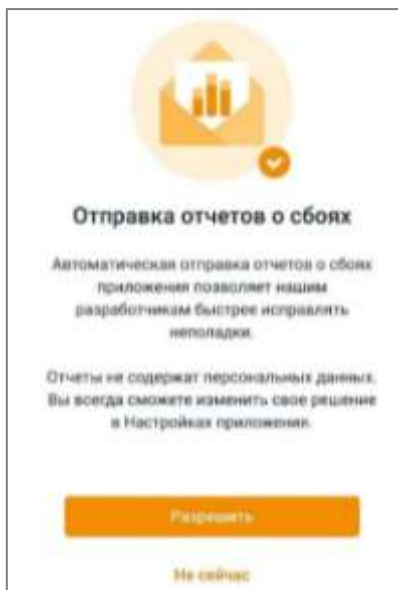 Отправка отчетов о сбоях
Автоматическая отправка отчетов о сбоях
приложения позволяет нашим
разработчикам быстрее исправлять
неполадки.
Отчеты не содержат персональных данных.
Вы всегда сможете изменить свое решение
в Настройках приложения.
Разрешить
Не сейчас